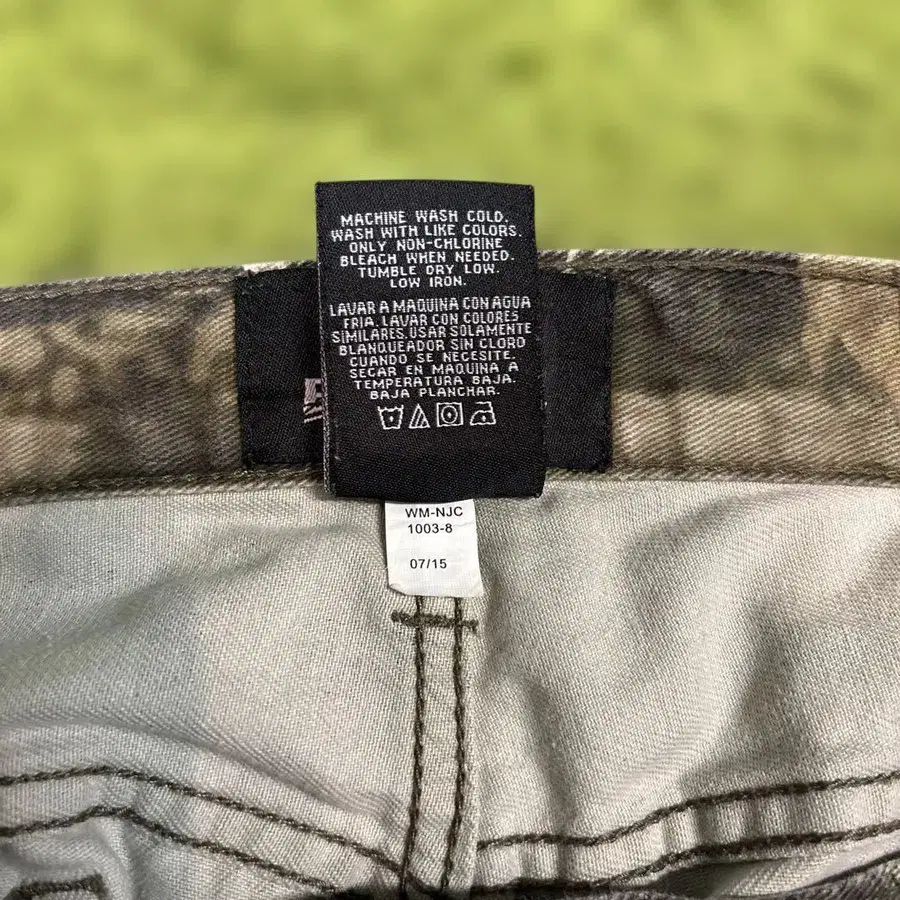 MACHINE WASH COLD.
WASH WITH LIKE COLORS.
ONLY NON-CHLORINE
BLEACH WHEN NEEDED.
TUMBLE DRY LOW.
LOW IRON.
LAVAR A MAQUINA CON AGUA
FRIA. LAVAR CON COLORES
SIMILARES. USAR SOLAMENTE
BLANQUEADOR SIN CLORO
CUANDO SE NECESITE.
SECAR EN MAQUINA A
TEMPERATURA BAJA.
BAJA PLANCHAR.
WM-NJC
1003-8
07/15